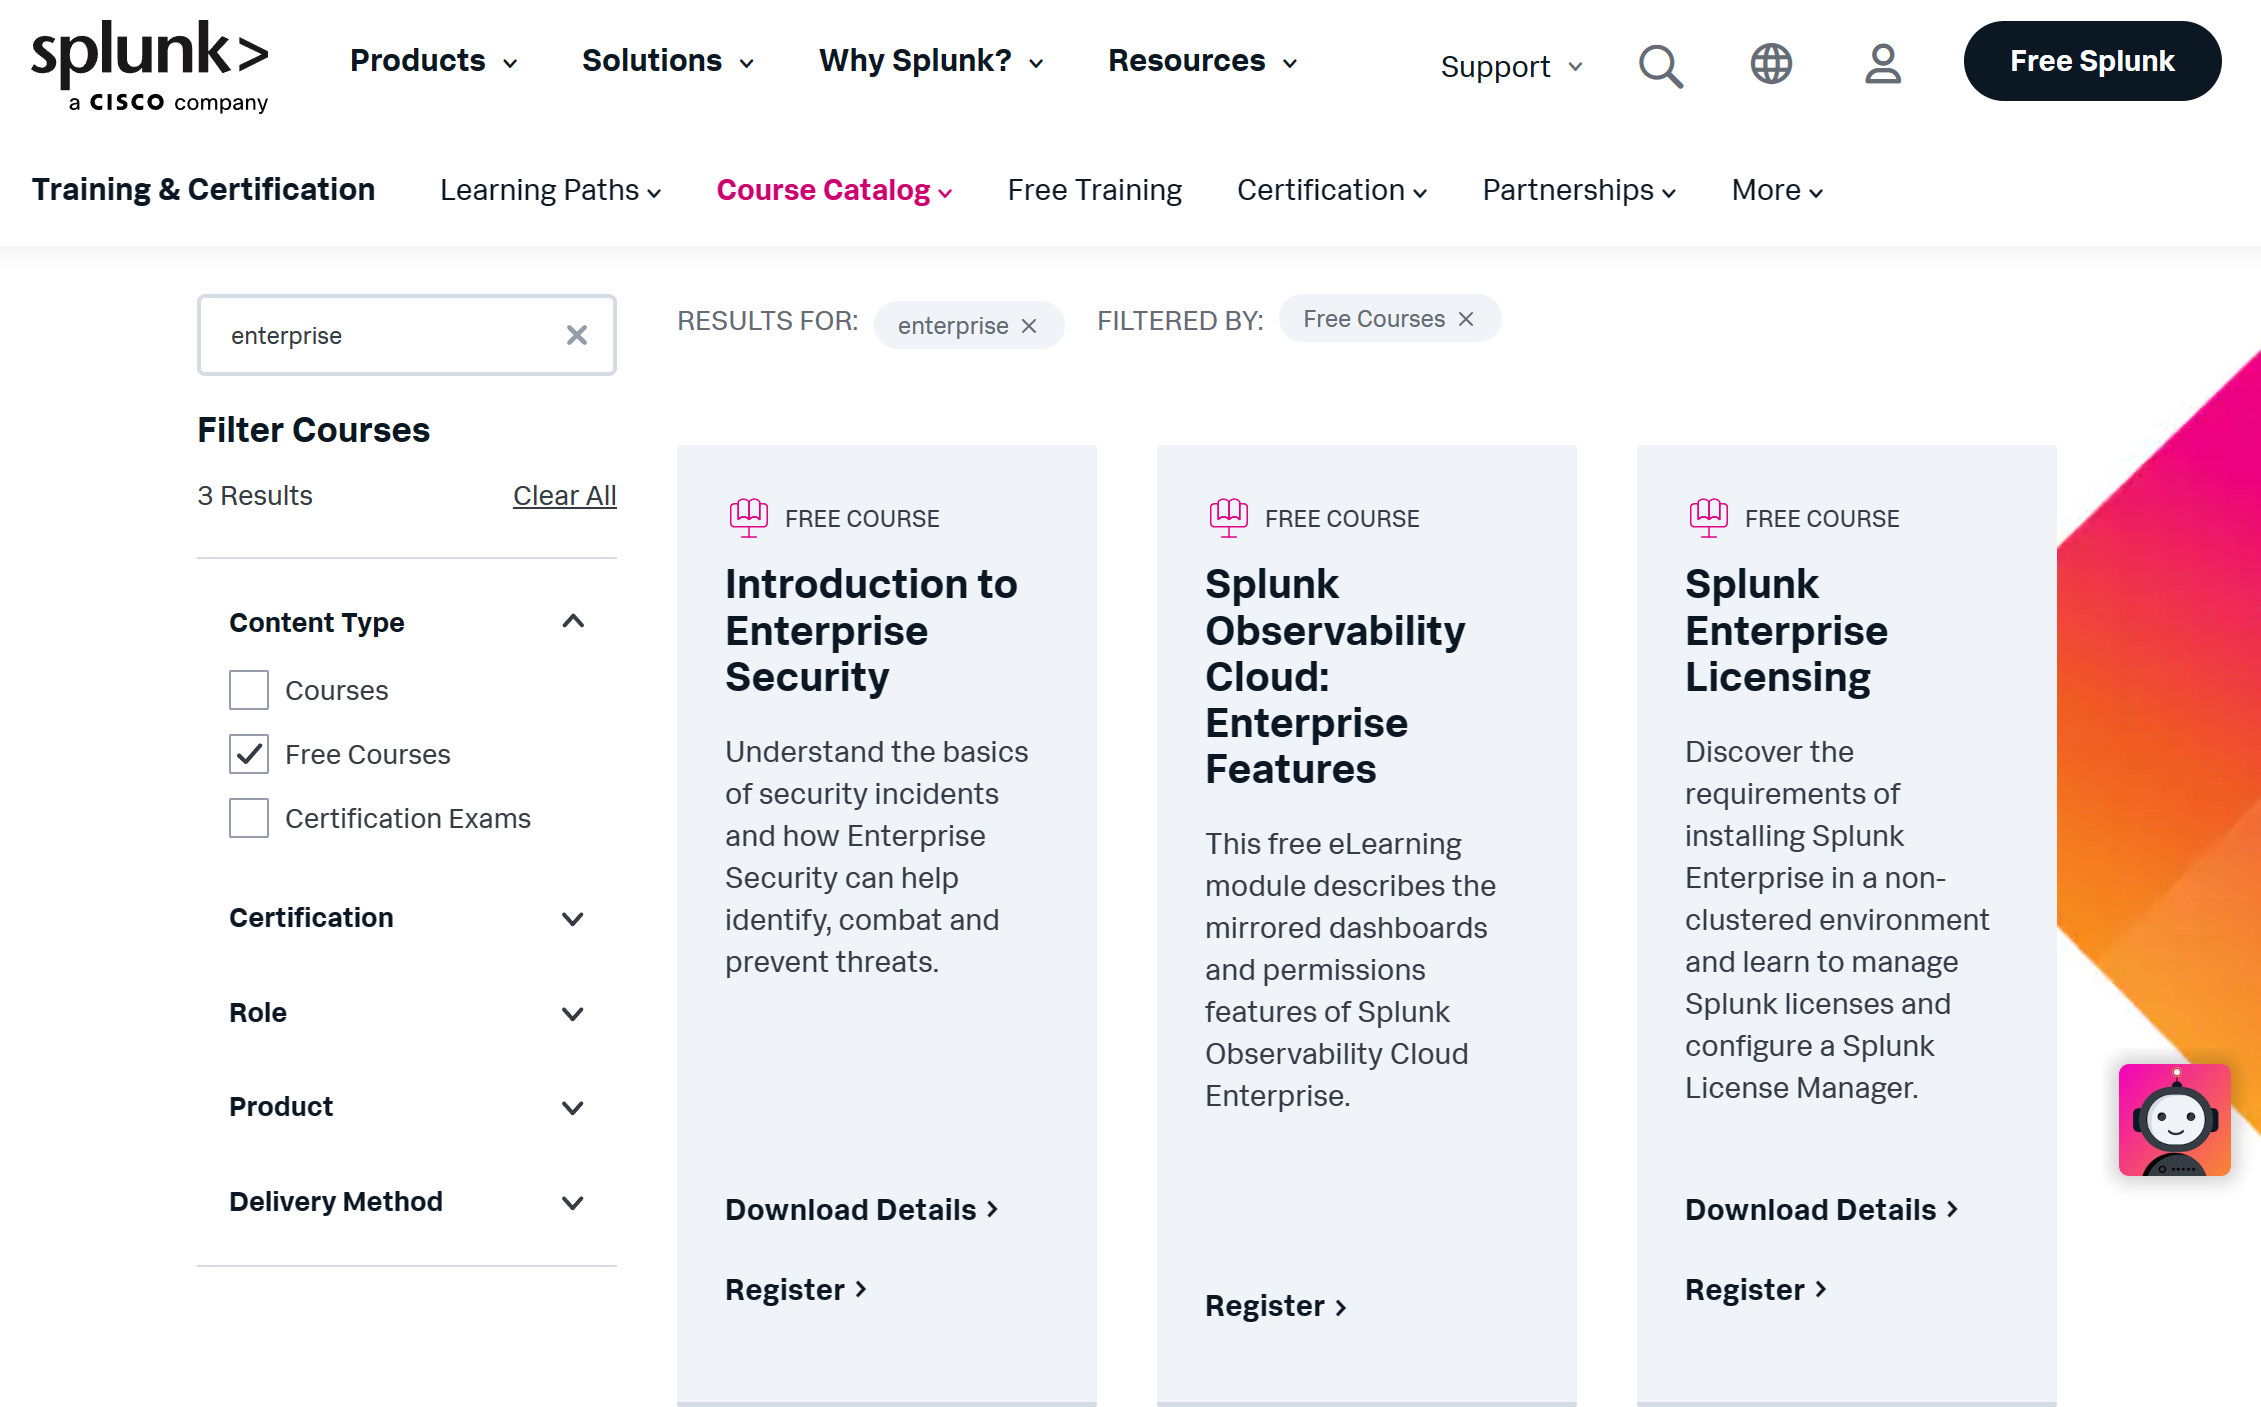 splunk>
a CISCO company
Products
Solutions
Why Splunk?
Resources
Support
Free Splunk
Training & Certification
Learning Paths
Course Catalog
Free Training
Certification
Partnerships
More
enterprise
RESULTS FOR:
enterprise
FILTERED BY:
Free Courses
Filter Courses
3 Results
Clear All
Content Type
Courses
Free Courses
Certification Exams
Certification
Role
Product
Delivery Method
FREE COURSE
Introduction to
Enterprise
Security
Understand the basics
of security incidents
and how Enterprise
Security can help
identify, combat and
prevent threats.
Download Details
Register
FREE COURSE
Splunk
Observability
Cloud:
Enterprise
Features
This free eLearning
module describes the
mirrored dashboards
and permissions
features of Splunk
Observability Cloud
Enterprise.
Register
FREE COURSE
Splunk
Enterprise
Licensing
Discover the
requirements of
installing Splunk
Enterprise in a non-
clustered environment
and learn to manage
Splunk licenses and
configure a Splunk
License Manager.
Download Details
Register